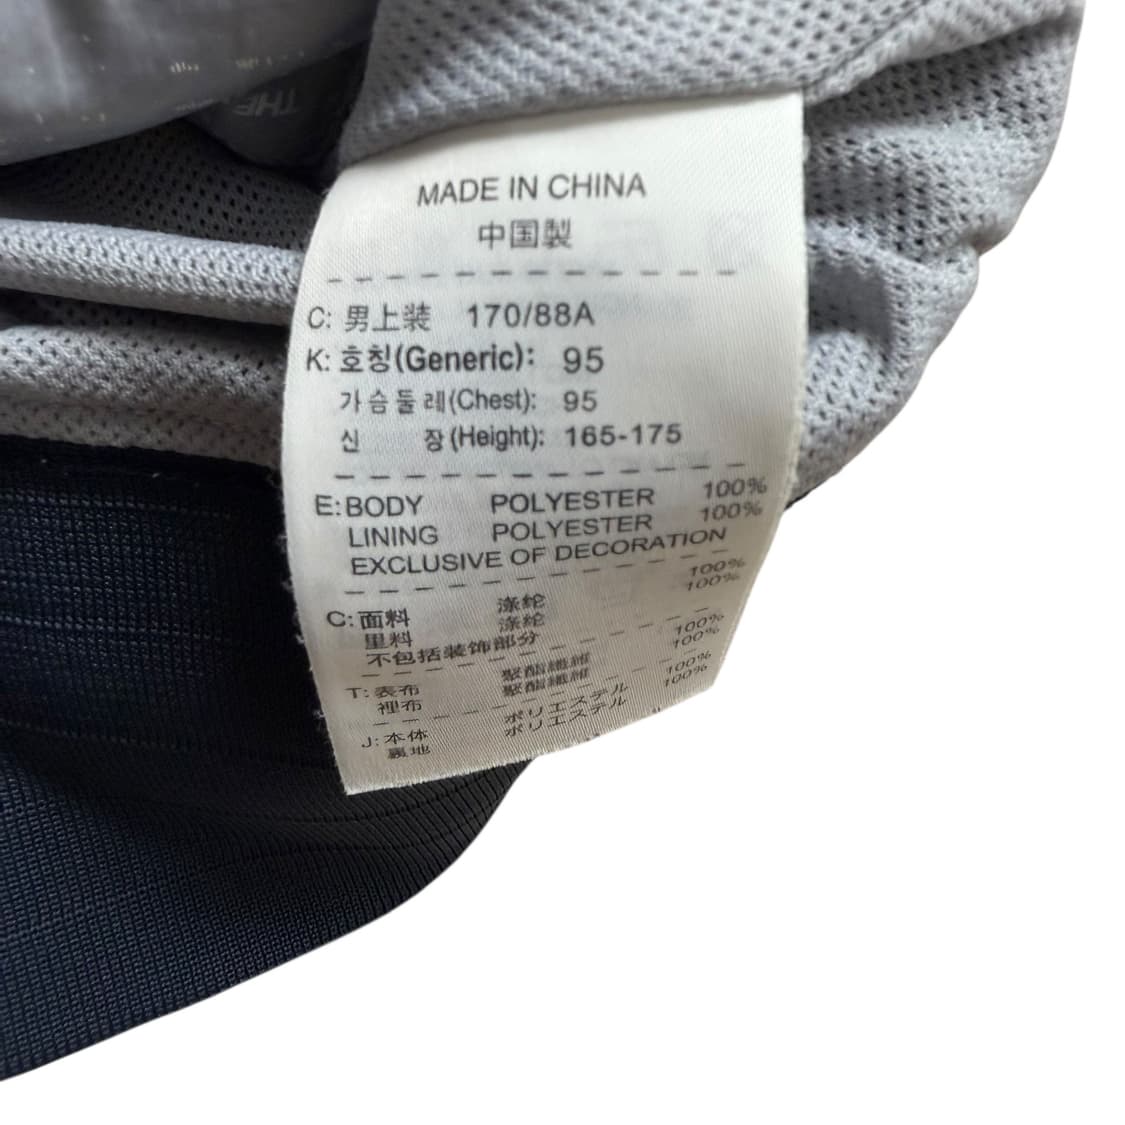 THE
MADE IN CHINA
中国製
C: 男上装 170/88A
K: 호칭(Generic): 95
가슴둘레(Chest): 95
신 장(Height): 165-175
E: BODY POLYESTER 100%
LINING POLYESTER 100%
EXCLUSIVE OF DECORATION
C: 面料 涤纶 100%
里料 涤纶 100%
不包括装饰部分
T: 表布 聚酯纖維 100%
裡布 聚酯纖維 100%
J: 本体 ポリエステル 100%
裏地 ポリエステル 100%